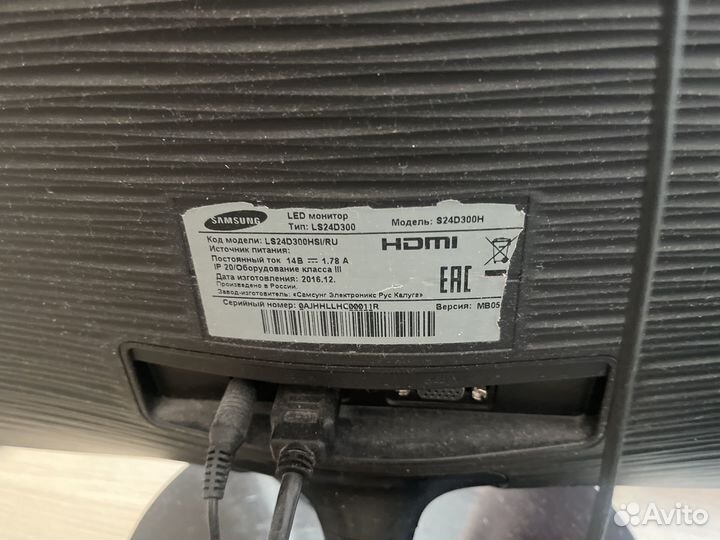 SAMSUNG
LED монитор
Тип: LS24D300
Модель: S24D300H
Код модели: LS24D300HSI/RU
Источник питания:
HDMI
Постоянный ток 14В 1.78 А
IP 20/Оборудование класса III
Дата изготовления: 2016.12.
Произведено в России.
EAC
Завод-изготовитель: «Самсунг Электроникс Рус Калуга»
Серийный номер: 0AJHHLLHC00011R
Версия: MB05
Avito